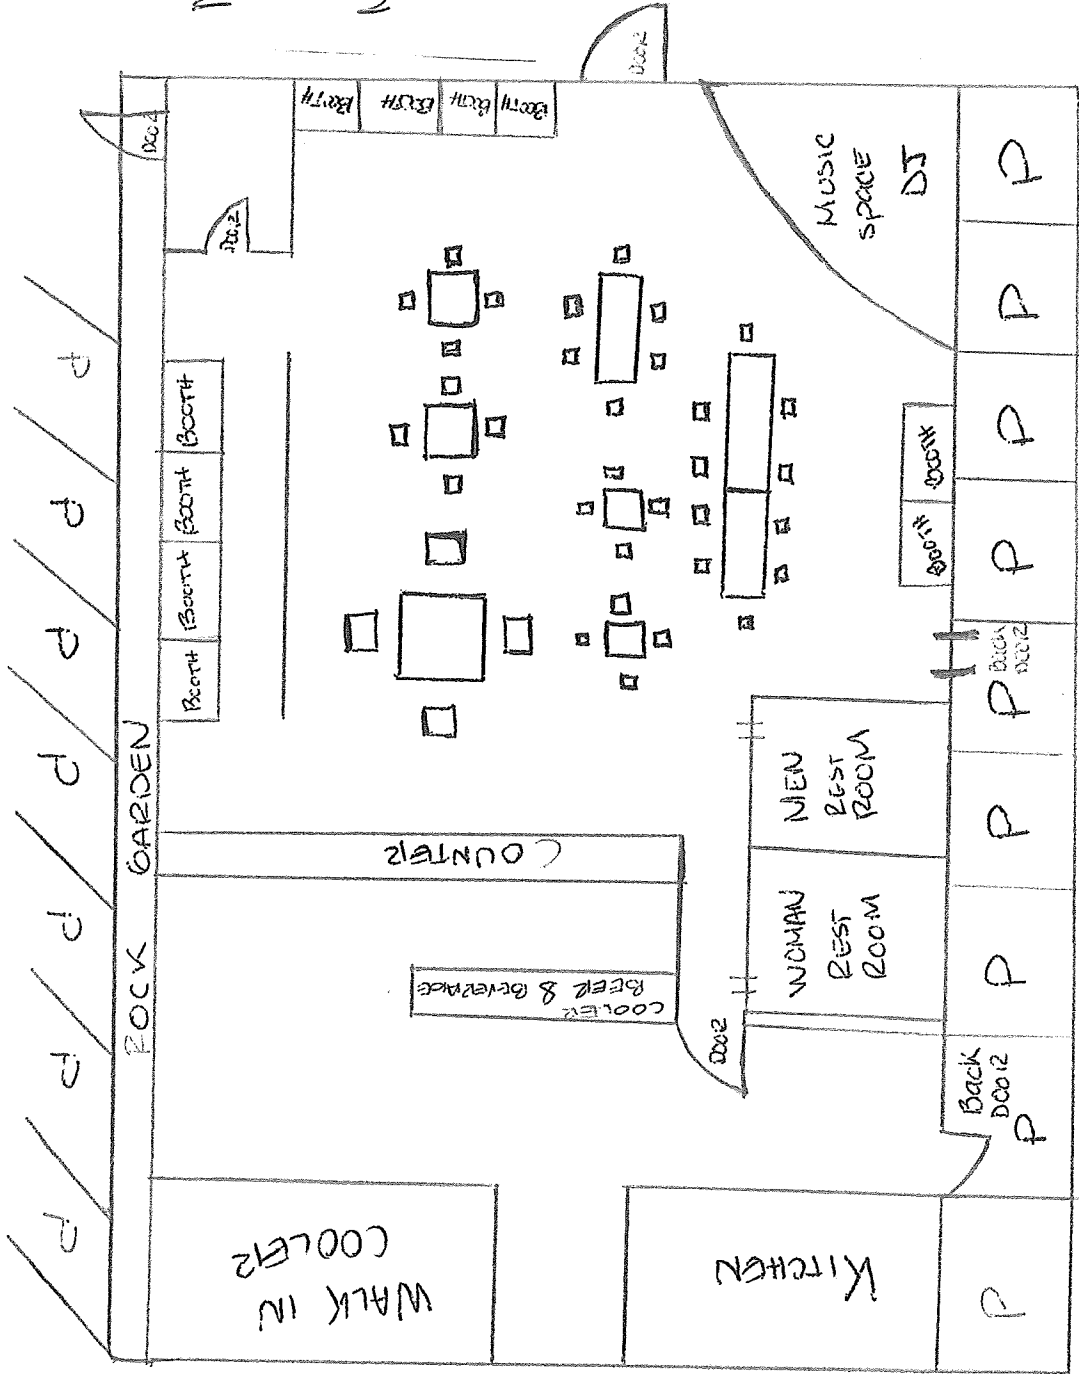 DOOR
DOOR
BOOTH
BOOTH
BOOTH
BOOTH
DOOR
MUSIC
SPACE
DJ
P
P
P
P
P
P
P
P
P
P
BOOTH
BOOTH
BOOTH
BOOTH
BOOTH
BOOTH
P
P
P
P
P
P
P
P
Back
DOOR
ROCK GARDEN
COUNTER
MEN
REST
ROOM
WOMAN
REST
ROOM
COOLER
BEER & BEVERAGE
DOOR
Back
DOOR
WALK IN
COOLER
KITCHEN